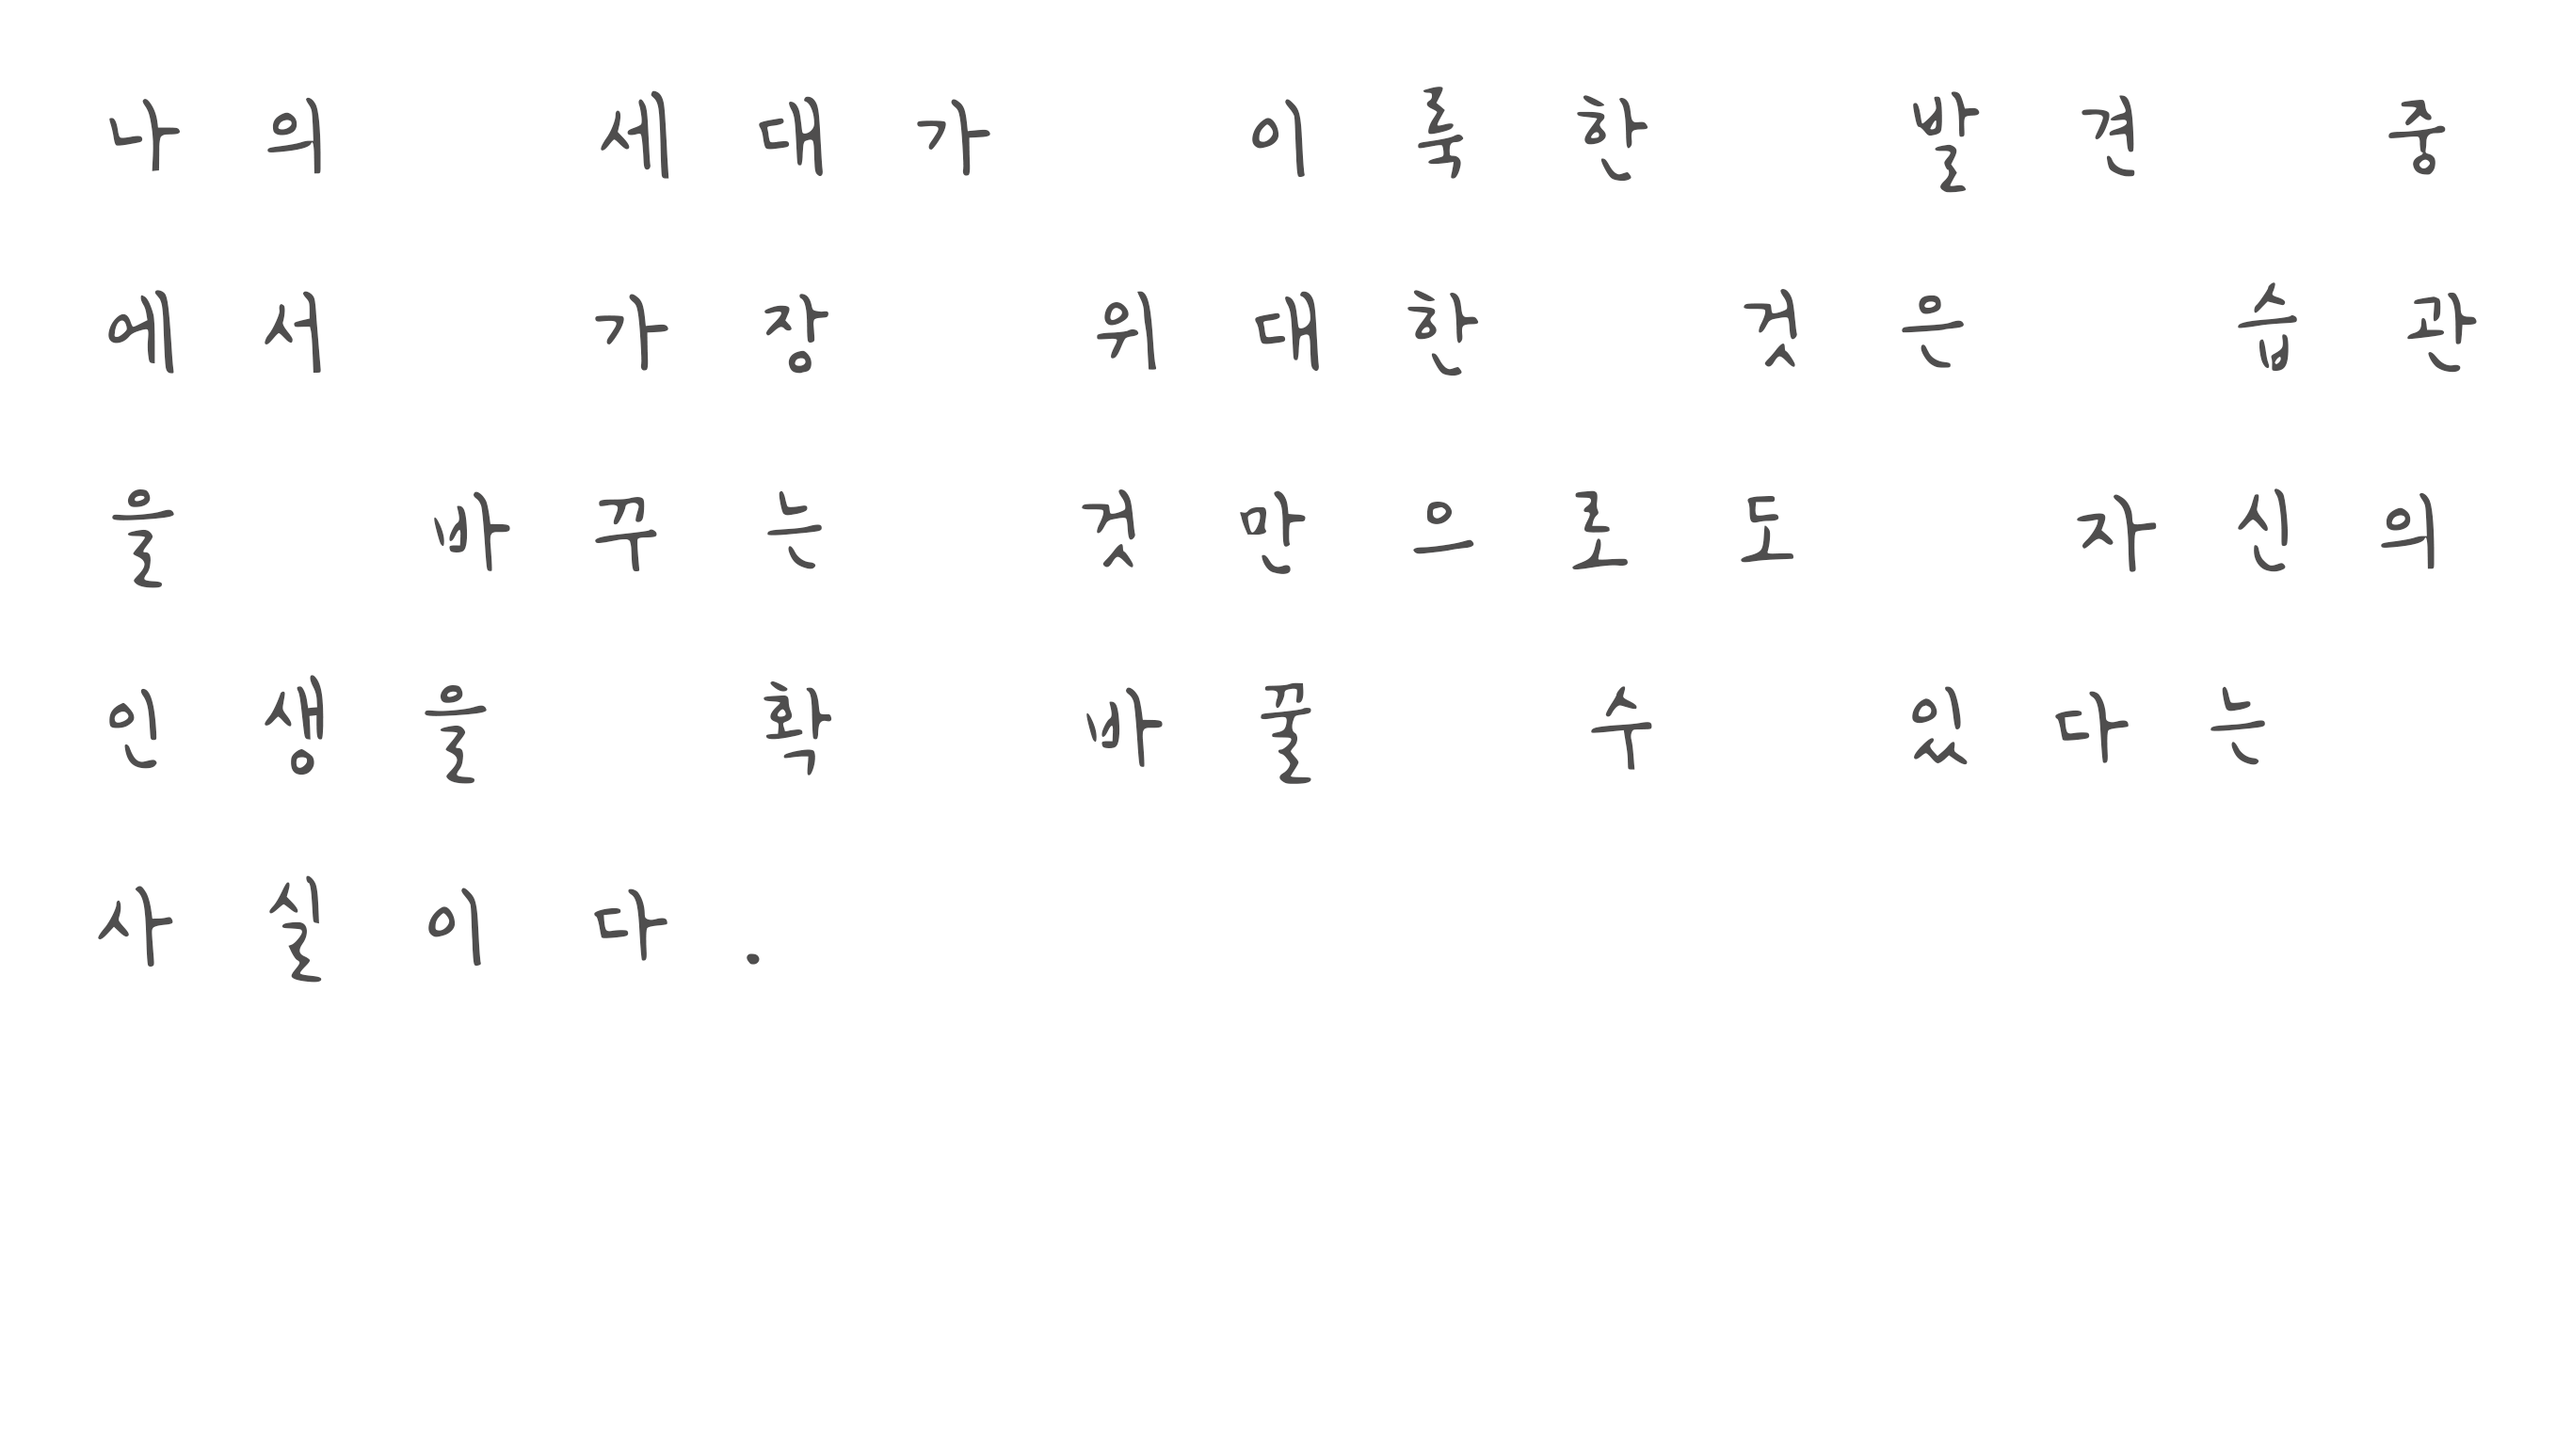 나의 세대가 이룩한 발견 중
에서 가장 위대한 것은 습관
을 바꾸는 것만으로도 자신의
인생을 확 바꿀 수 있다는
사실이다.